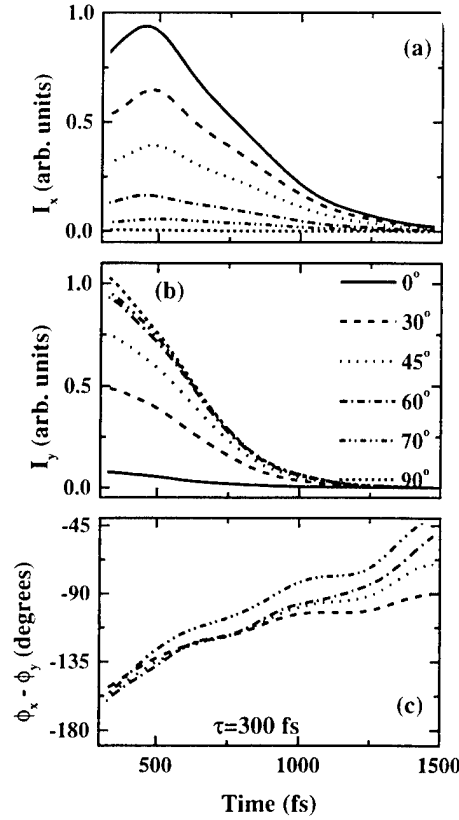 1.0
0.5
0.0
I_x (arb. units)
(a)
1.0
0.5
0.0
I_y (arb. units)
(b)
0°
30°
45°
60°
70°
90°
-45
-90
-135
-180
ϕ_x - ϕ_y (degrees)
τ=300 fs
(c)
500 1000 1500
Time (fs)